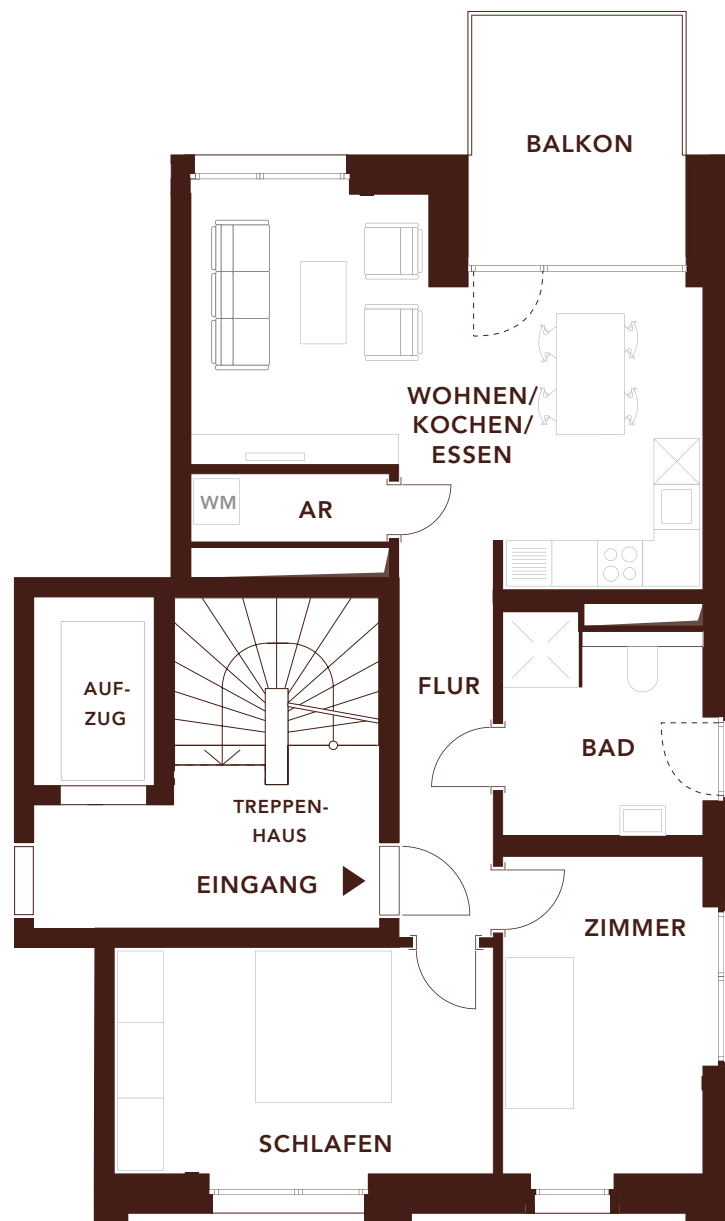 BALKON
WOHNEN/
KOCHEN/
ESSEN
WM
AR
FLUR
AUF-
ZUG
BAD
TREPPEN-
HAUS
EINGANG
ZIMMER
SCHLAFEN